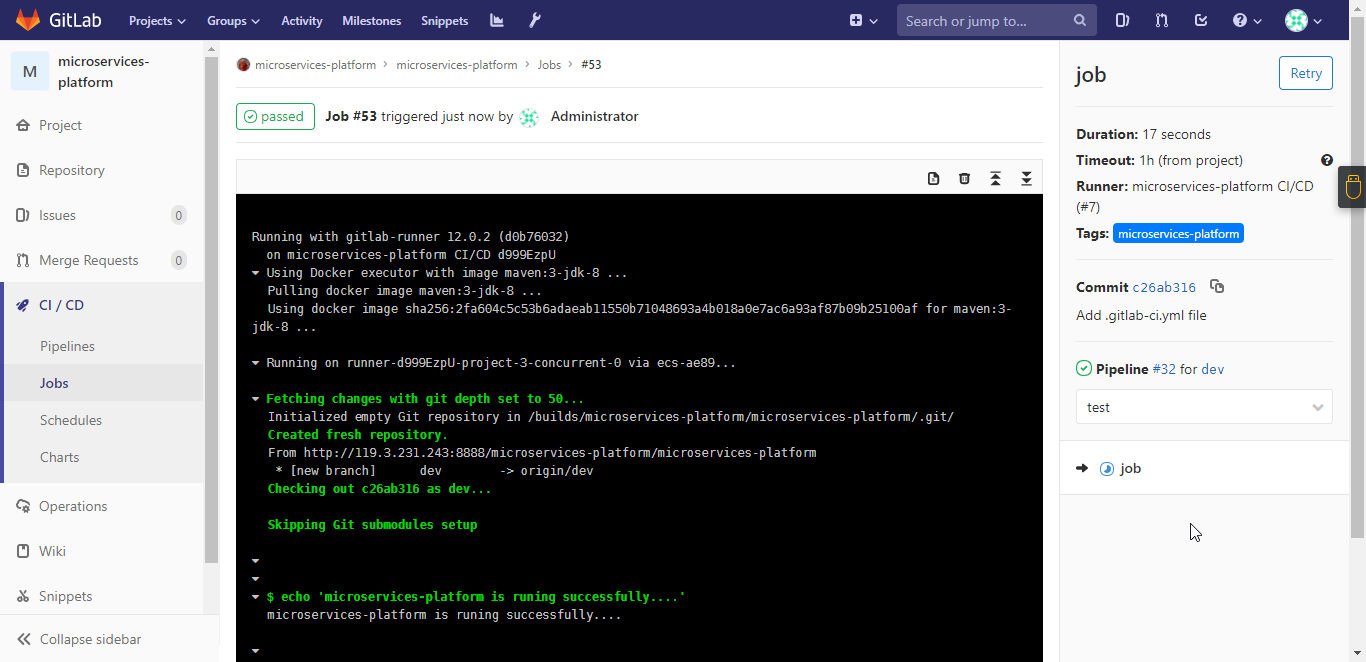 GitLab Projects Groups Activity Milestones Snippets Search or jump to...
M microservices-platform
Project
Repository
Issues 0
Merge Requests 0
CI / CD
Pipelines
Jobs
Schedules
Charts
Operations
Wiki
Snippets
Collapse sidebar
microservices-platform › microservices-platform › Jobs › #53
passed Job #53 triggered just now by Administrator
Running with gitlab-runner 12.0.2 (d0b76032)
on microservices-platform CI/CD d999EzpU
Using Docker executor with image maven:3-jdk-8 ...
Pulling docker image maven:3-jdk-8 ...
Using docker image sha256:2fa604c5c53b6adaeab11550b71048693a4b018a0e7ac6a93af87b09b25100af for maven:3-
jdk-8 ...
Running on runner-d999EzpU-project-3-concurrent-0 via ecs-ae89...
Fetching changes with git depth set to 50...
Initialized empty Git repository in /builds/microservices-platform/microservices-platform/.git/
Created fresh repository.
From http://119.3.231.243:8888/microservices-platform/microservices-platform
* [new branch] dev -> origin/dev
Checking out c26ab316 as dev...
Skipping Git submodules setup
$ echo 'microservices-platform is runing successfully....'
microservices-platform is runing successfully....
job
Retry
Duration: 17 seconds
Timeout: 1h (from project)
Runner: microservices-platform CI/CD
(#7)
Tags: microservices-platform
Commit c26ab316
Add .gitlab-ci.yml file
Pipeline #32 for dev
test
job